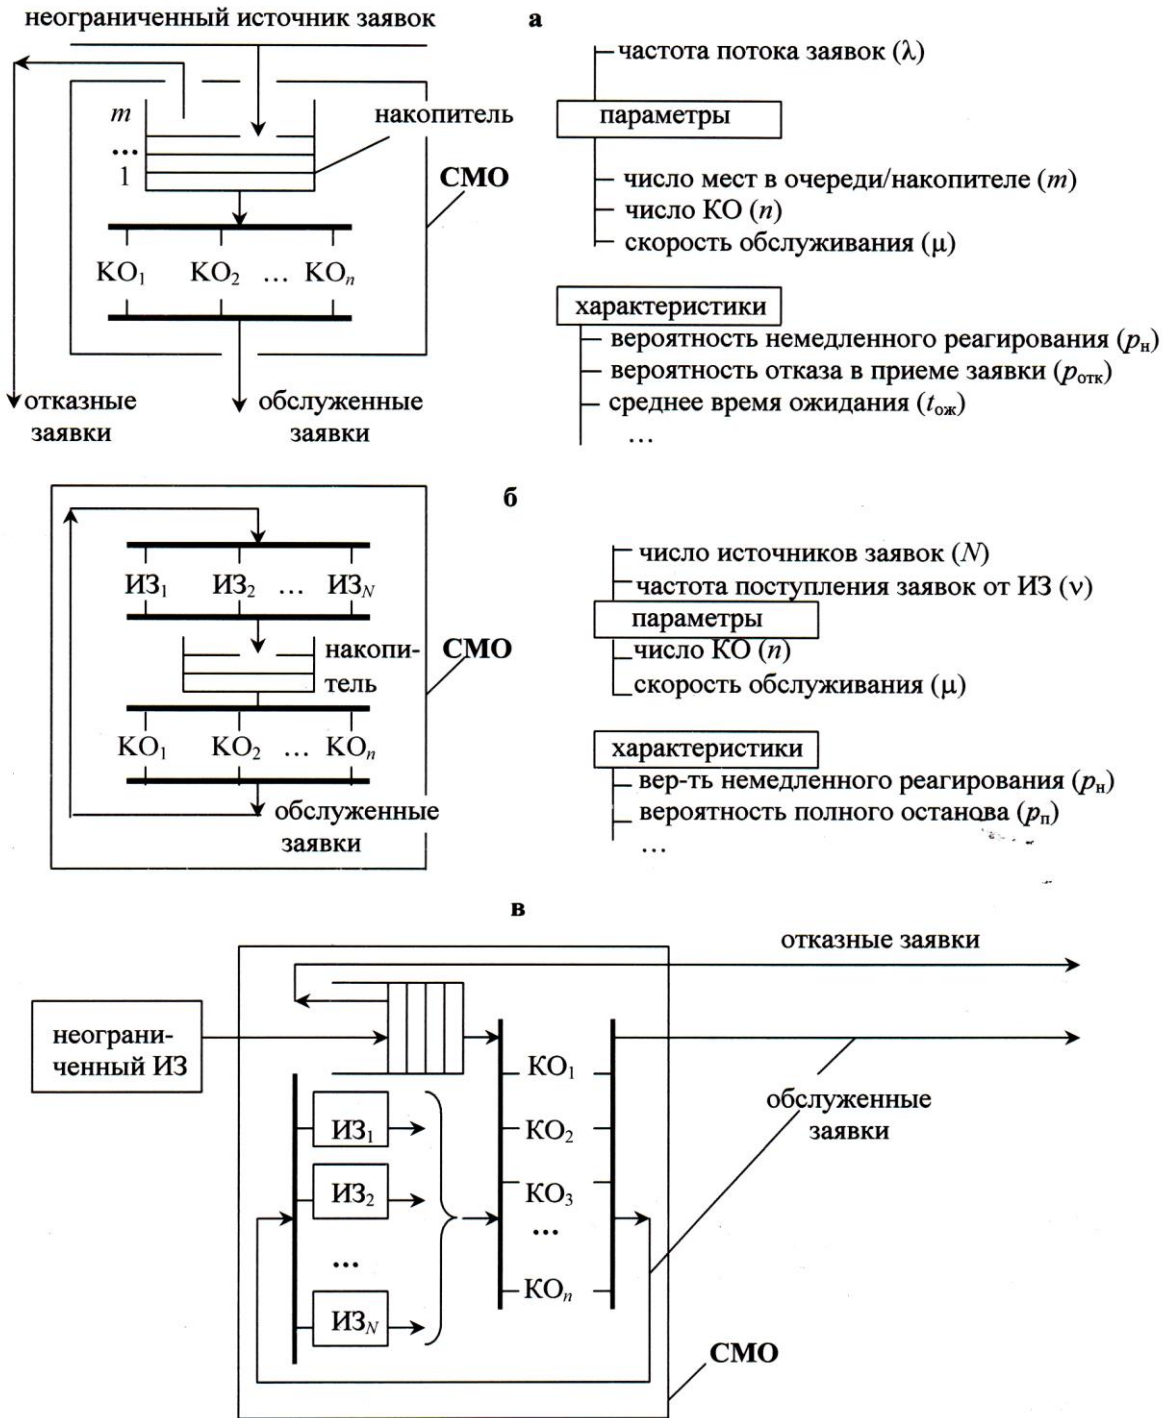 неограниченный источник заявок
а
m
...
1
накопитель
СМО
КО₁ КО₂ ... КОₙ
отказные
заявки
обслуженные
заявки
частота потока заявок (λ)
параметры
число мест в очереди/накопителе (m)
число КО (n)
скорость обслуживания (μ)
характеристики
вероятность немедленного реагирования (pн)
вероятность отказа в приеме заявки (pотк)
среднее время ожидания (tож)
...
б
ИЗ₁ ИЗ₂ ... ИЗN
накопи-
тель
СМО
КО₁ КО₂ ... КОₙ
обслуженные
заявки
число источников заявок (N)
частота поступления заявок от ИЗ (ν)
параметры
число КО (n)
скорость обслуживания (μ)
характеристики
вер-ть немедленного реагирования (pн)
вероятность полного останова (pп)
...
в
отказные заявки
неограни-
ченный ИЗ
КО₁
КО₂
КО₃
...
КОₙ
ИЗ₁
ИЗ₂
...
ИЗN
обслуженные
заявки
СМО